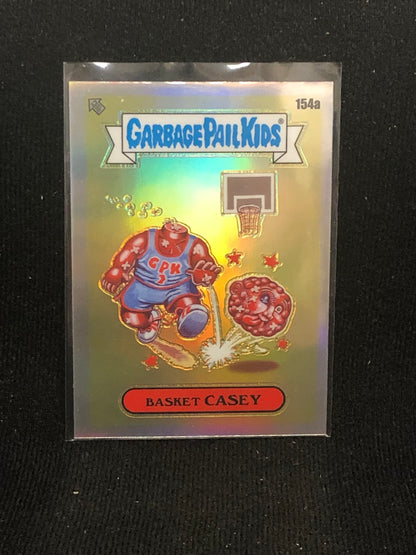 154a
GARBAGE PAIL KIDS
GPK
BASKET CASEY